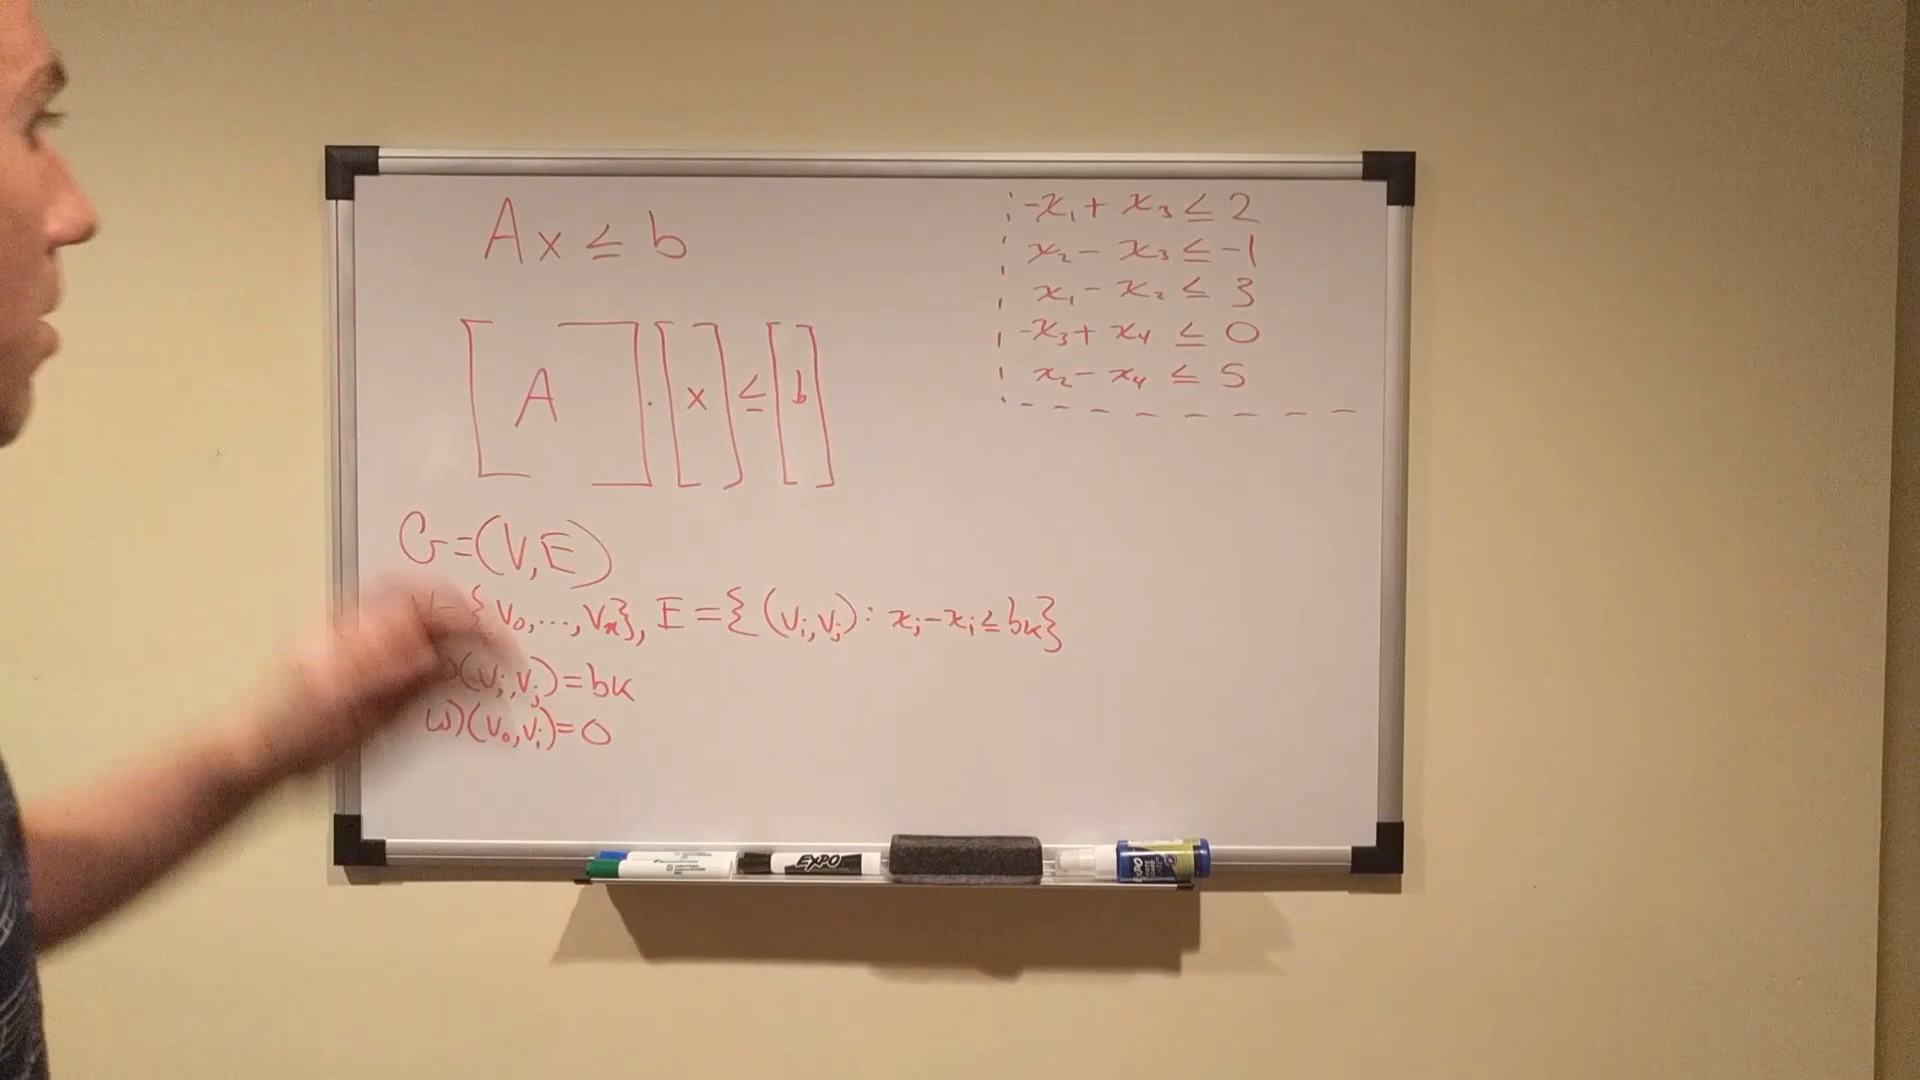 Ax ≤ b
[A] · [x] ≤ [b]
G=(V,E)
V={v₀,...,vₙ}, E={(vᵢ,vⱼ): xⱼ-xᵢ≤bₖ}
(vᵢ,vⱼ)=bₖ
w(v₀,vᵢ)=0
-x₁+x₃≤2
x₂-x₃≤-1
x₁-x₂≤3
-x₃+x₄≤0
x₂-x₄≤5
EXPO
EXPO